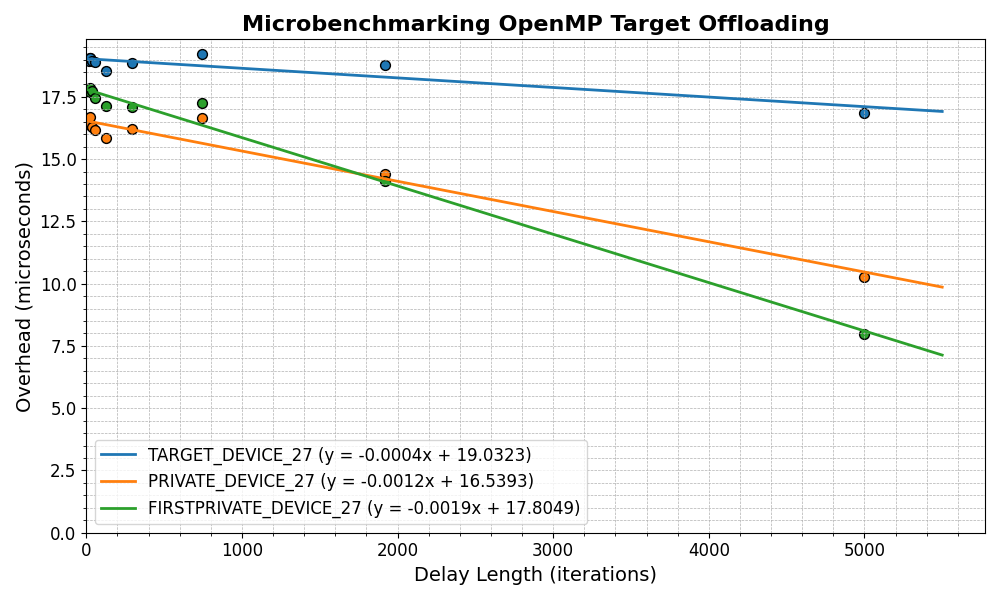 Microbenchmarking OpenMP Target Offloading
Overhead (microseconds)
17.5
15.0
12.5
10.0
7.5
5.0
2.5
0.0
TARGET_DEVICE_27 (y = -0.0004x + 19.0323)
PRIVATE_DEVICE_27 (y = -0.0012x + 16.5393)
FIRSTPRIVATE_DEVICE_27 (y = -0.0019x + 17.8049)
0 1000 2000 3000 4000 5000
Delay Length (iterations)